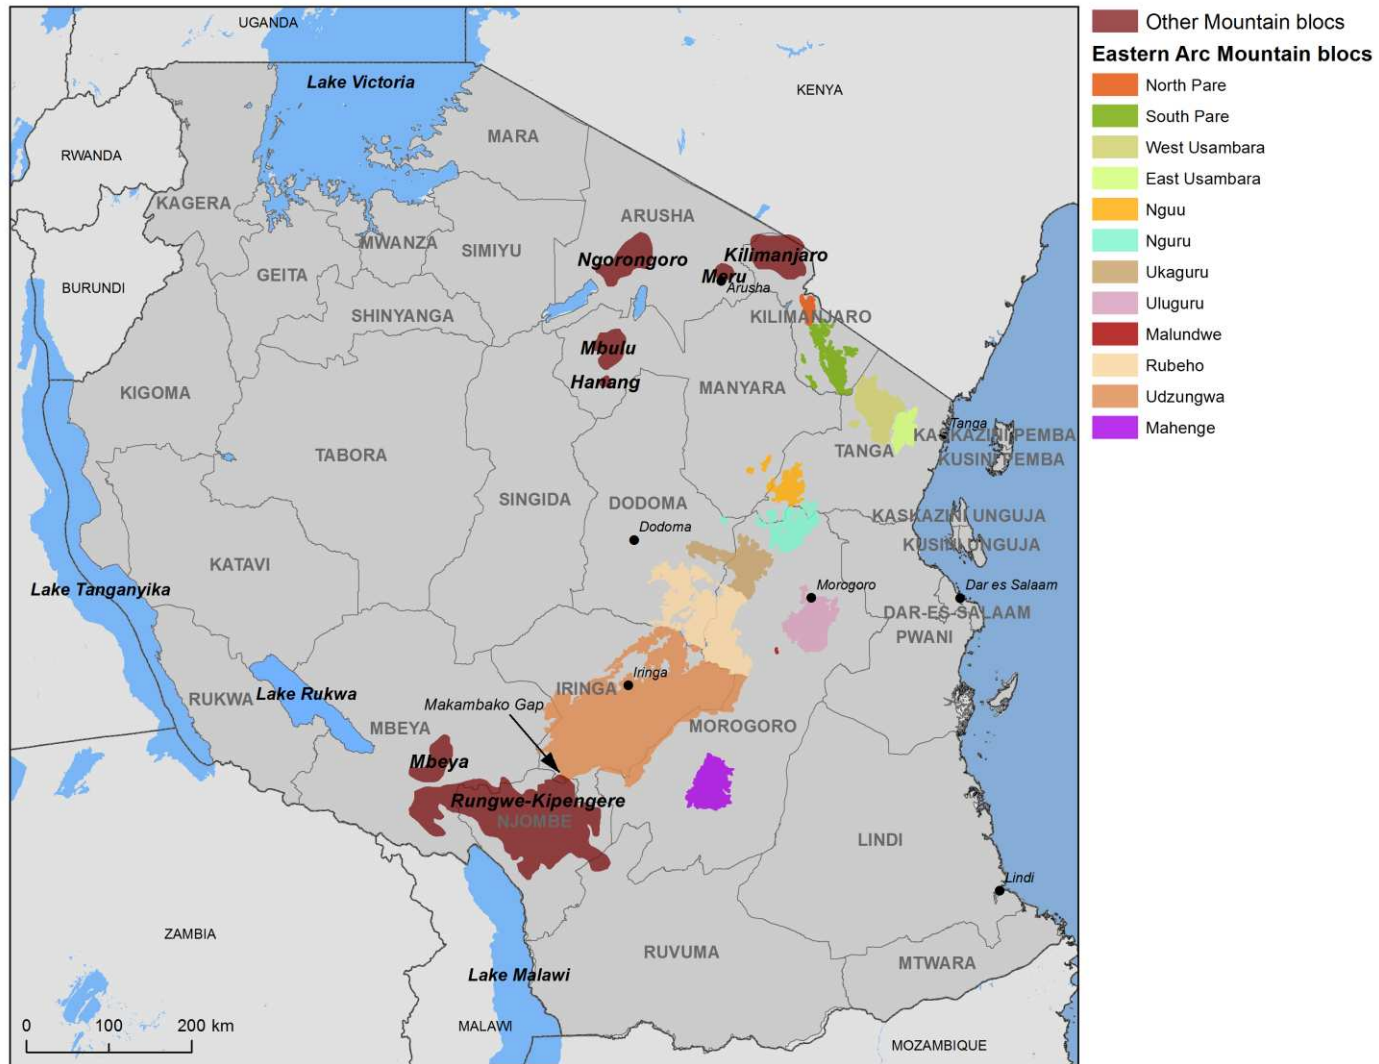 UGANDA
Lake Victoria
KENYA
MARA
RWANDA
KAGERA
ARUSHA
MWANZA
SIMIYU
Ngorongoro
Kilimanjaro
Meru
Arusha
GEITA
BURUNDI
SHINYANGA
KILIMANJARO
Mbulu
Hanang
MANYARA
KIGOMA
Tanga
KASKAZINI PEMBA
TANGA
KUSINI PEMBA
TABORA
SINGIDA
DODOMA
KASKAZINI UNGUJA
Dodoma
KUSINI UNGUJA
KATAVI
Lake Tanganyika
Morogoro
Dar es Salaam
DAR-ES-SALAAM
PWANI
Iringa
IRINGA
RUKWA
Lake Rukwa
Makambako Gap
MBEYA
MOROGORO
Mbeya
Rungwe-Kipengere
NJOMBE
LINDI
Lindi
ZAMBIA
RUVUMA
MTWARA
Lake Malawi
MALAWI
MOZAMBIQUE
0 100 200 km
Other Mountain blocs
Eastern Arc Mountain blocs
North Pare
South Pare
West Usambara
East Usambara
Nguu
Nguru
Ukaguru
Uluguru
Malundwe
Rubeho
Udzungwa
Mahenge